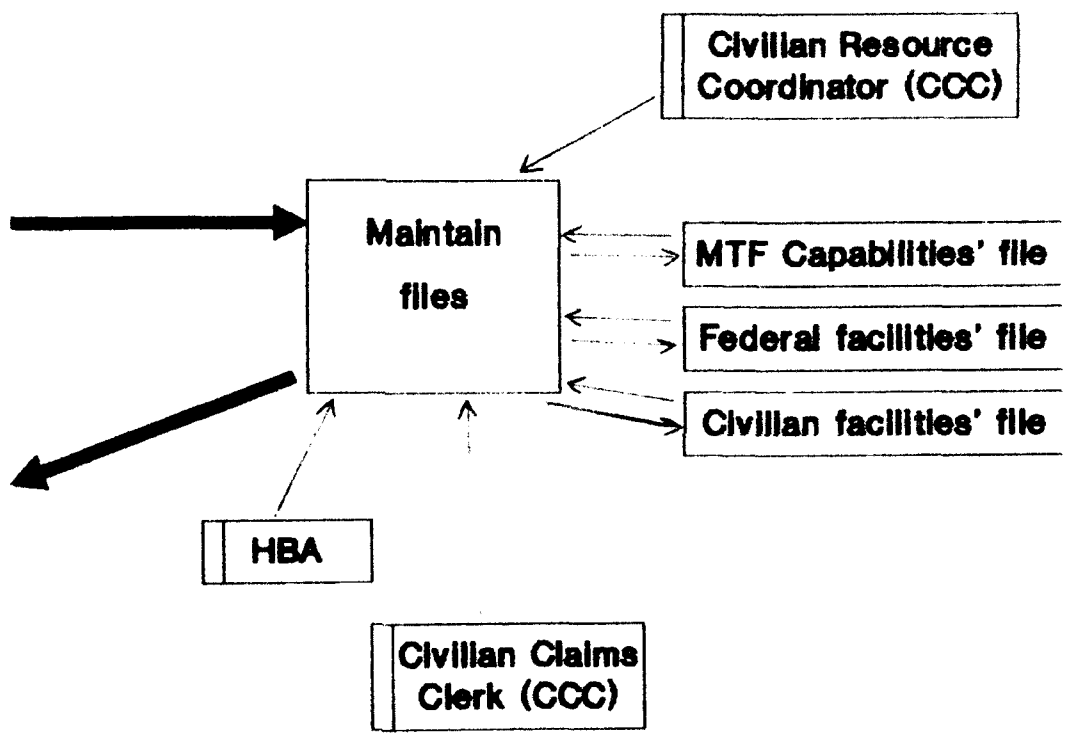 Civilian Resource
Coordinator (CCC)
Maintain
files
MTF Capabilities' file
Federal facilities' file
Civilian facilities' file
HBA
Civilian Claims
Clerk (CCC)